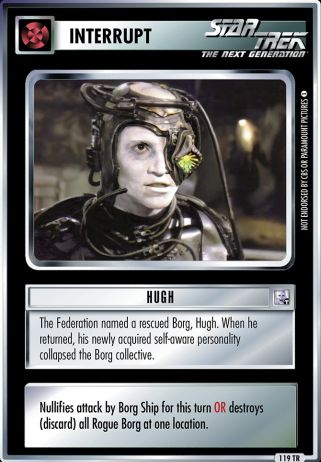 INTERRUPT
STAR TREK
THE NEXT GENERATION
NOT ENDORSED BY CBS OR PARAMOUNT PICTURES
HUGH
The Federation named a rescued Borg, Hugh. When he
returned, his newly acquired self-aware personality
collapsed the Borg collective.
Nullifies attack by Borg Ship for this turn OR destroys
(discard) all Rogue Borg at one location.
119 TR